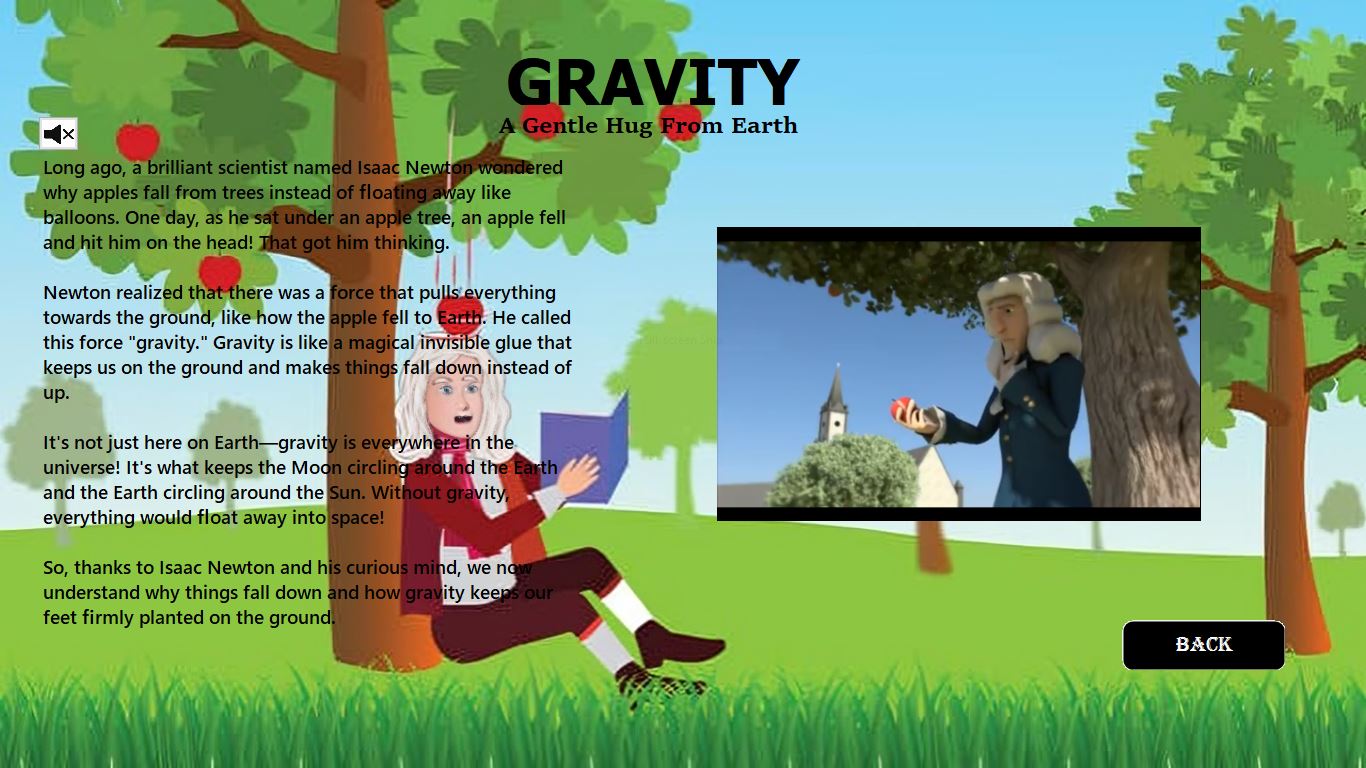 GRAVITY
A Gentle Hug From Earth
Long ago, a brilliant scientist named Isaac Newton wondered
why apples fall from trees instead of floating away like
balloons. One day, as he sat under an apple tree, an apple fell
and hit him on the head! That got him thinking.
Newton realized that there was a force that pulls everything
towards the ground, like how the apple fell to Earth. He called
this force "gravity." Gravity is like a magical invisible glue that
keeps us on the ground and makes things fall down instead of
up.
It's not just here on Earth—gravity is everywhere in the
universe! It's what keeps the Moon circling around the Earth
and the Earth circling around the Sun. Without gravity,
everything would float away into space!
So, thanks to Isaac Newton and his curious mind, we now
understand why things fall down and how gravity keeps our
feet firmly planted on the ground.
BACK